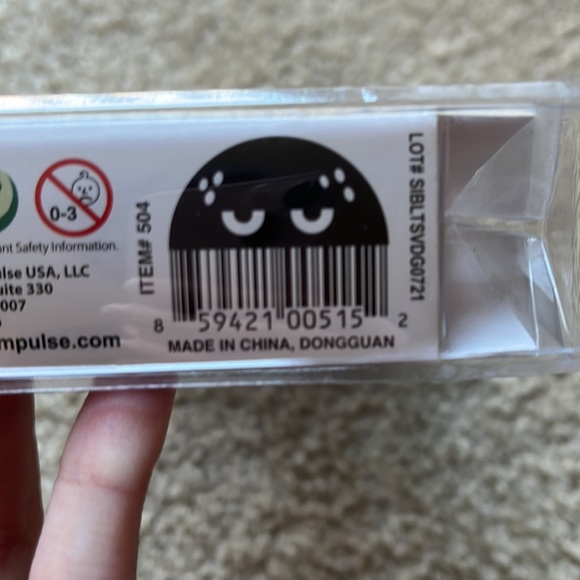 0-3
nt Safety Information.
lse USA, LLC
uite 330
007
mpulse.com
ITEM# 504
8 59421 00515 2
MADE IN CHINA, DONGGUAN
LOT# SIBLTSVDG0721